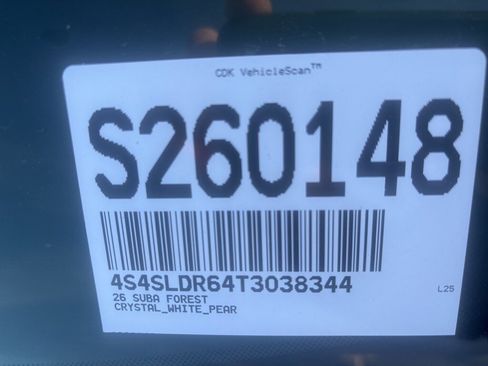 CDK VehicleScan™
S260148
4S4SLDR64T3038344
L25
26 SUBA FOREST
CRYSTAL_WHITE_PEAR